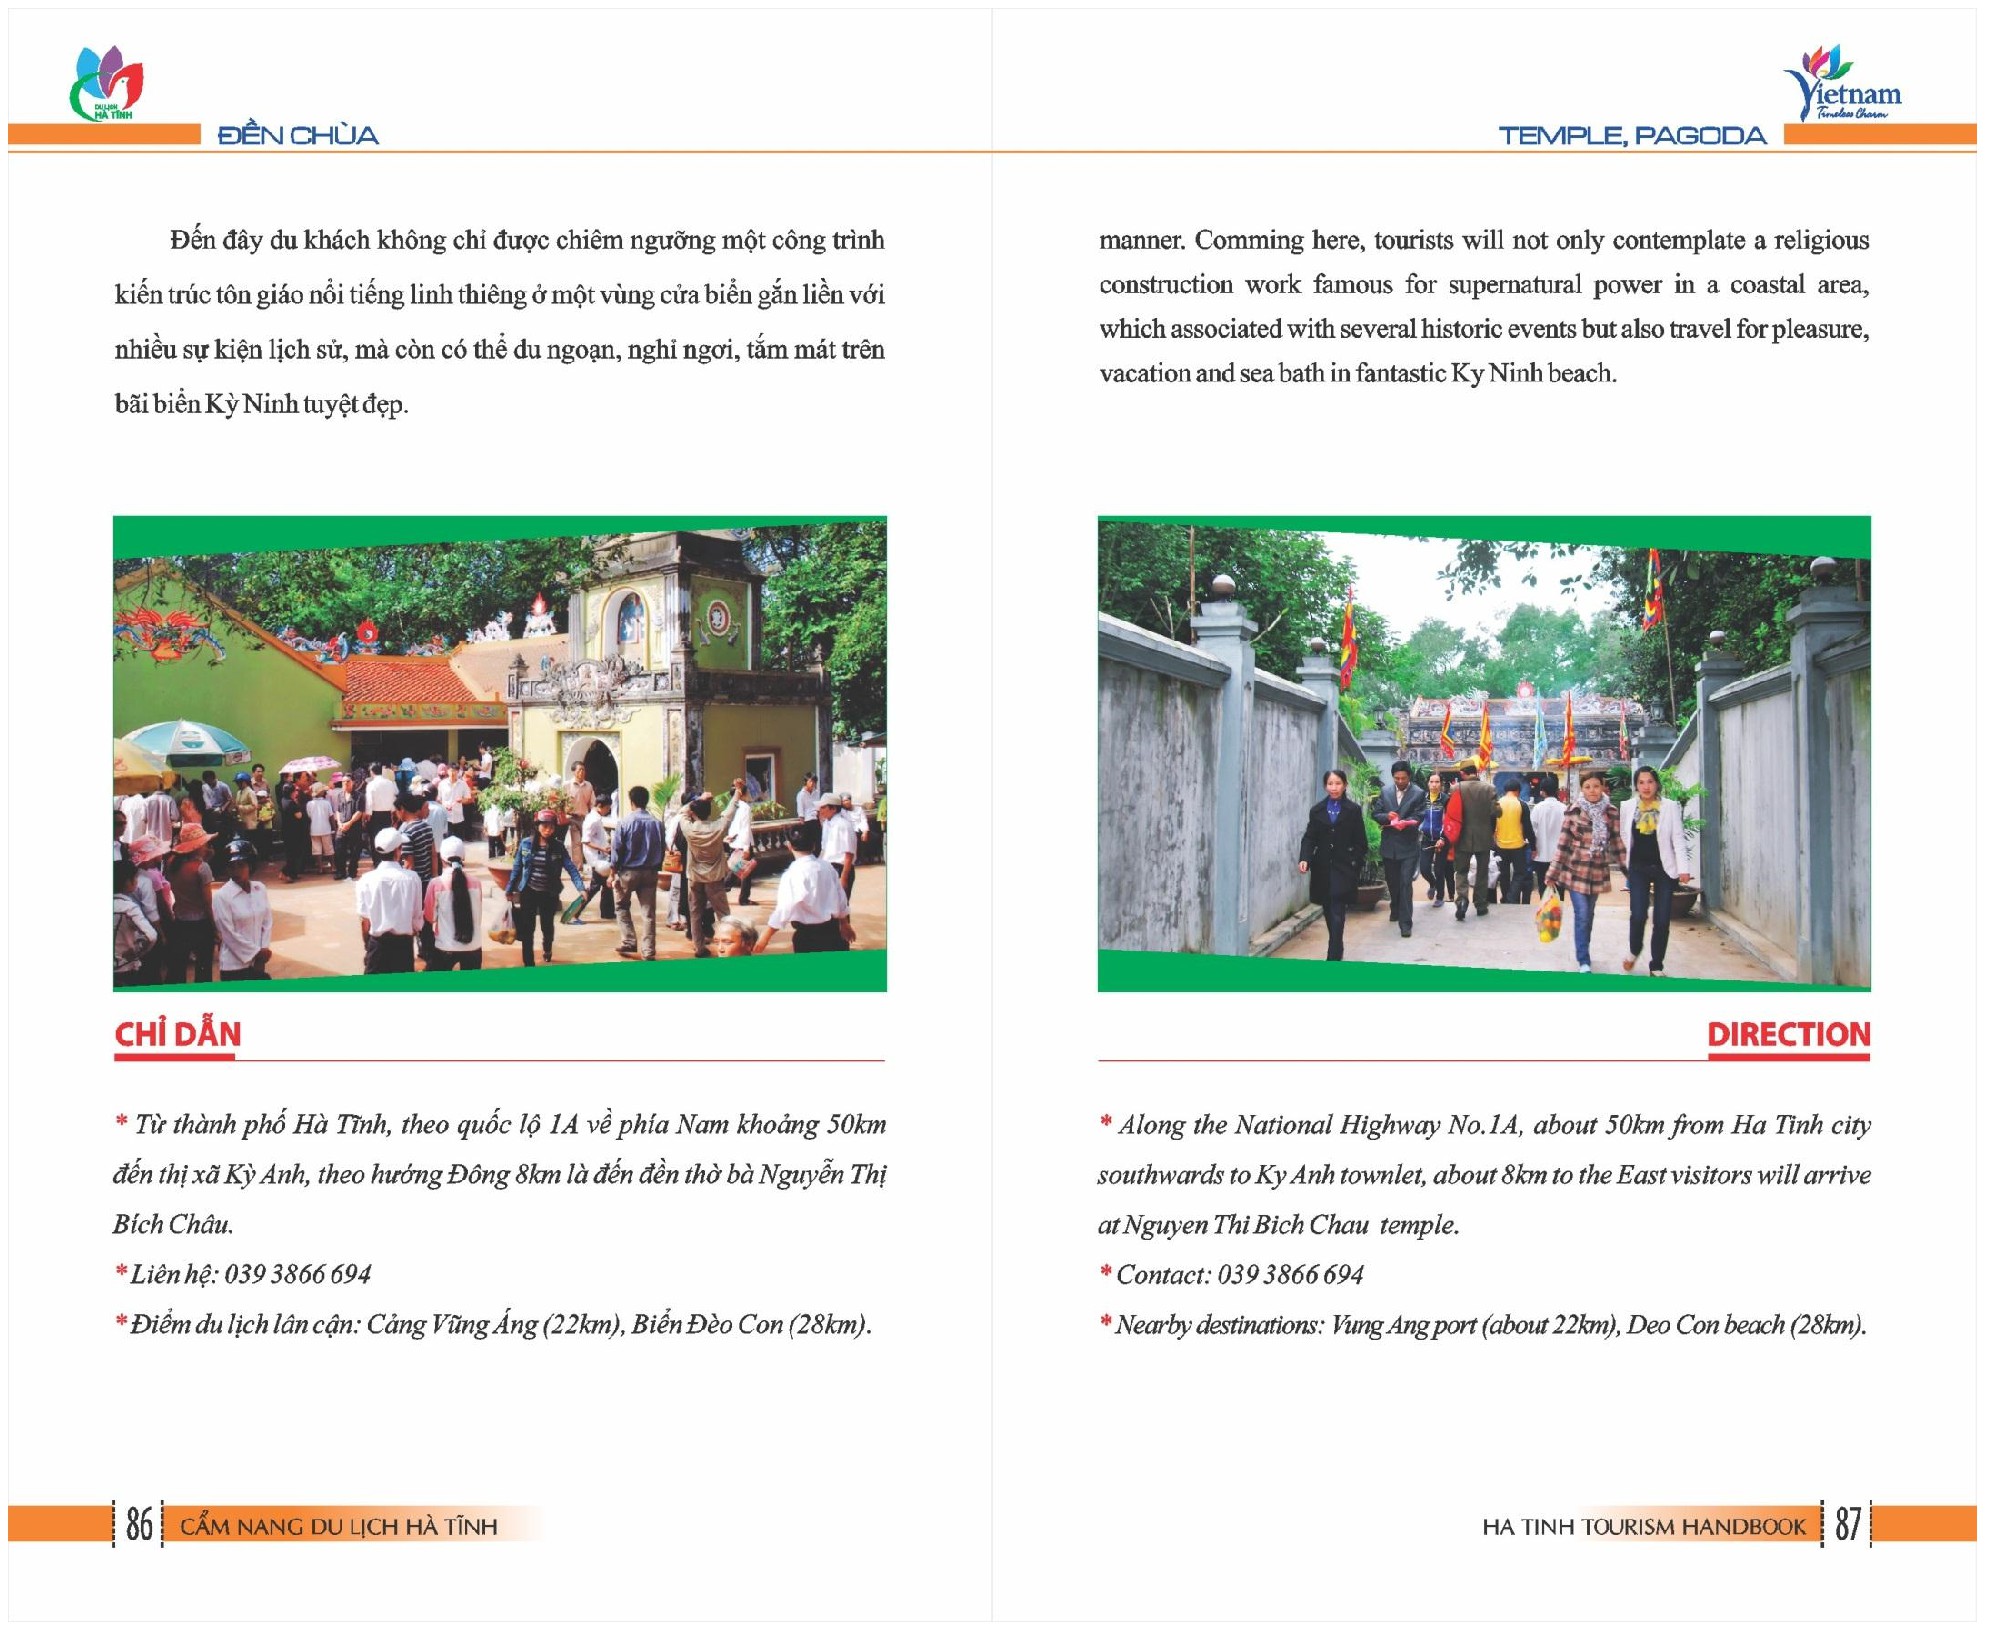 DU LỊCH
HÀ TĨNH
ĐỀN CHÙA
Đến đây du khách không chỉ được chiêm ngưỡng một công trình
kiến trúc tôn giáo nổi tiếng linh thiêng ở một vùng cửa biển gắn liền với
nhiều sự kiện lịch sử, mà còn có thể du ngoạn, nghỉ ngơi, tắm mát trên
bãi biển Kỳ Ninh tuyệt đẹp.
CHỈ DẪN
* Từ thành phố Hà Tĩnh, theo quốc lộ 1A về phía Nam khoảng 50km
đến thị xã Kỳ Anh, theo hướng Đông 8km là đến đền thờ bà Nguyễn Thị
Bích Châu.
* Liên hệ: 039 3866 694
* Điểm du lịch lân cận: Cảng Vũng Áng (22km), Biển Đèo Con (28km).
86 CẨM NANG DU LỊCH HÀ TĨNH
Vietnam
Timeless Charm
TEMPLE, PAGODA
manner. Comming here, tourists will not only contemplate a religious
construction work famous for supernatural power in a coastal area,
which associated with several historic events but also travel for pleasure,
vacation and sea bath in fantastic Ky Ninh beach.
DIRECTION
* Along the National Highway No.1A, about 50km from Ha Tinh city
southwards to Ky Anh townlet, about 8km to the East visitors will arrive
at Nguyen Thi Bich Chau temple.
* Contact: 039 3866 694
* Nearby destinations: Vung Ang port (about 22km), Deo Con beach (28km).
HA TINH TOURISM HANDBOOK 87